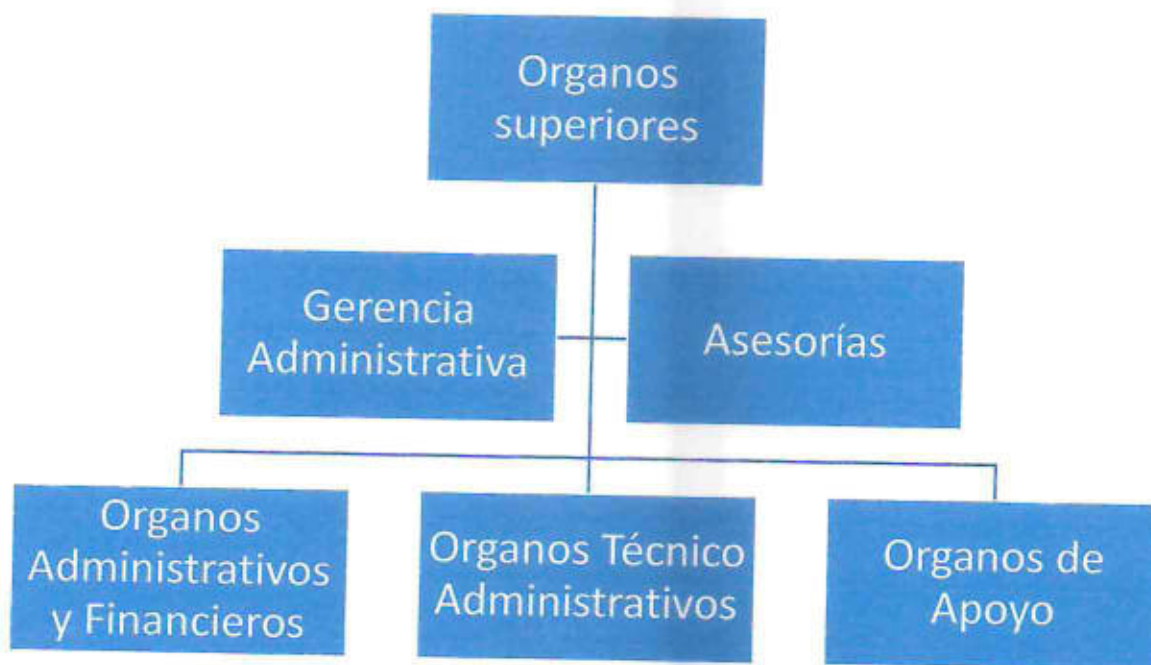 Organos
superiores
Gerencia
Administrativa
Asesorías
Organos
Administrativos
y Financieros
Organos Técnico
Administrativos
Organos de
Apoyo